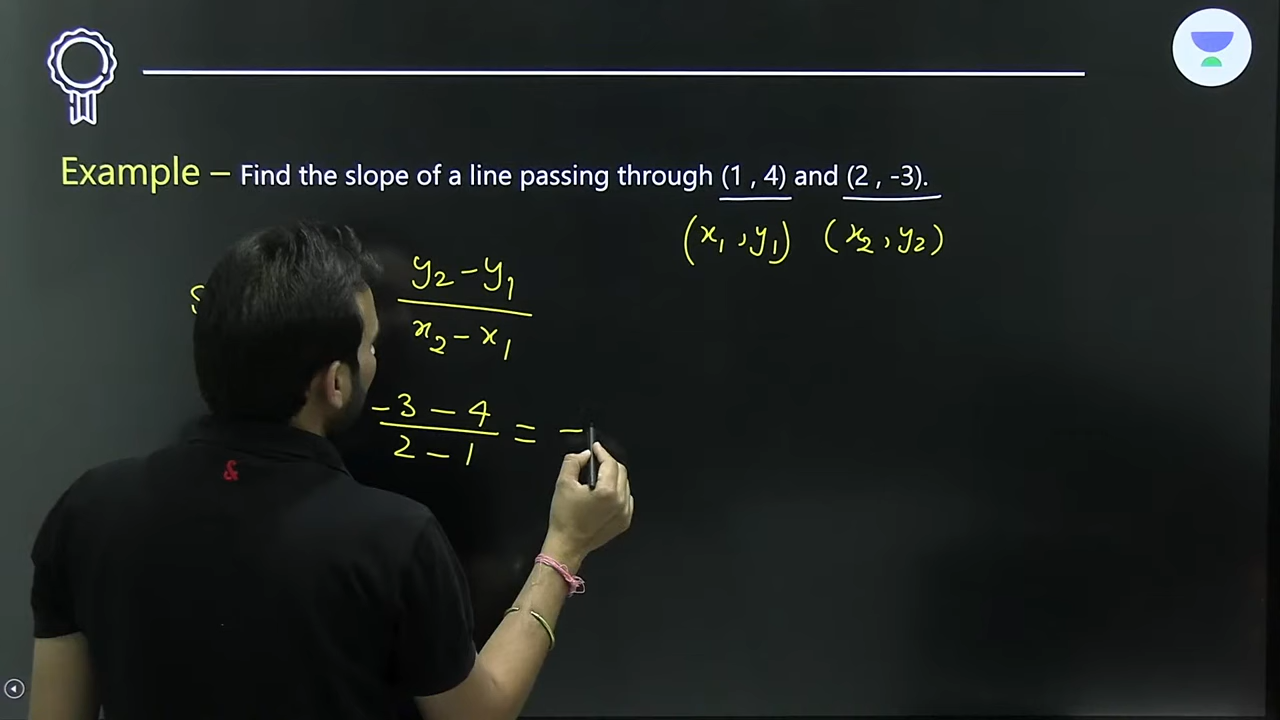 Example – Find the slope of a line passing through (1 , 4) and (2 , -3).
(x₁ , y₁) (x₂ , y₂)
S
y₂ - y₁
x₂ - x₁
-3 - 4
2 - 1
= -
&